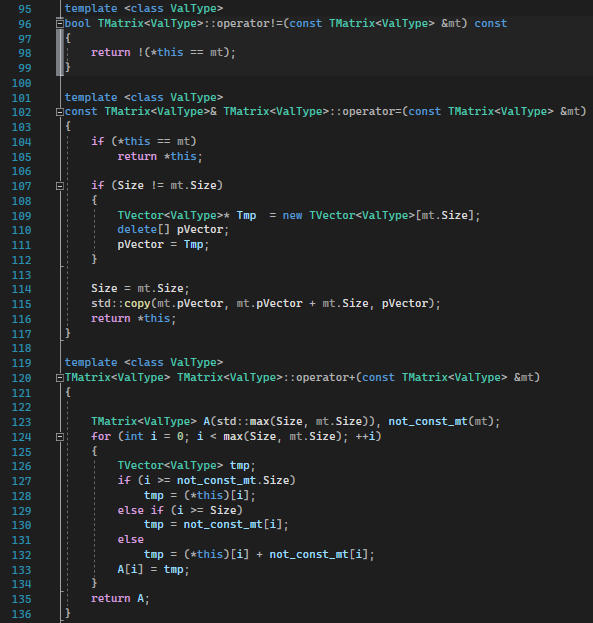 95 template <class ValType>
96 bool TMatrix<ValType>::operator!=(const TMatrix<ValType> &mt) const
97 {
98 return !(*this == mt);
99 }
100
101 template <class ValType>
102 const TMatrix<ValType>& TMatrix<ValType>::operator=(const TMatrix<ValType> &mt)
103 {
104 if (*this == mt)
105 return *this;
106
107 if (Size != mt.Size)
108 {
109 TVector<ValType>* Tmp  = new TVector<ValType>[mt.Size];
110 delete[] pVector;
111 pVector = Tmp;
112 }
113
114 Size = mt.Size;
115 std::copy(mt.pVector, mt.pVector + mt.Size, pVector);
116 return *this;
117 }
118
119 template <class ValType>
120 TMatrix<ValType> TMatrix<ValType>::operator+(const TMatrix<ValType> &mt)
121 {
122
123 TMatrix<ValType> A(std::max(Size, mt.Size)), not_const_mt(mt);
124 for (int i = 0; i < max(Size, mt.Size); ++i)
125 {
126 TVector<ValType> tmp;
127 if (i >= not_const_mt.Size)
128 tmp = (*this)[i];
129 else if (i >= Size)
130 tmp = not_const_mt[i];
131 else
132 tmp = (*this)[i] + not_const_mt[i];
133 A[i] = tmp;
134 }
135 return A;
136 }